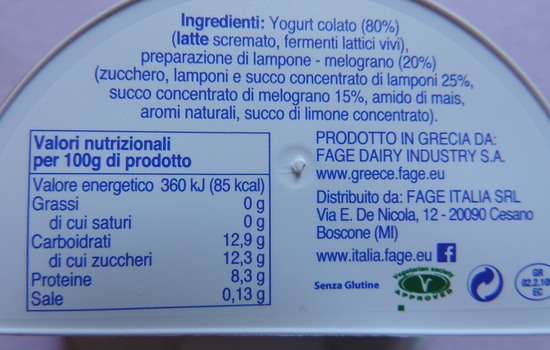 Ingredienti: Yogurt colato (80%)
(latte scremato, fermenti lattici vivi),
preparazione di lampone - melograno (20%)
(zucchero, lamponi e succo concentrato di lamponi 25%,
succo concentrato di melograno 15%, amido di mais,
aromi naturali, succo di limone concentrato).
Valori nutrizionali
per 100g di prodotto
Valore energetico 360 kJ (85 kcal)
Grassi 0 g
di cui saturi 0 g
Carboidrati 12,9 g
di cui zuccheri 12,3 g
Proteine 8,3 g
Sale 0,13 g
PRODOTTO IN GRECIA DA:
FAGE DAIRY INDUSTRY S.A.
www.greece.fage.eu
Distribuito da: FAGE ITALIA SRL
Via E. De Nicola, 12 - 20090 Cesano
Boscone (MI)
www.italia.fage.eu f
Senza Glutine
Vegetarian society
V
APPROVED
GR
EC